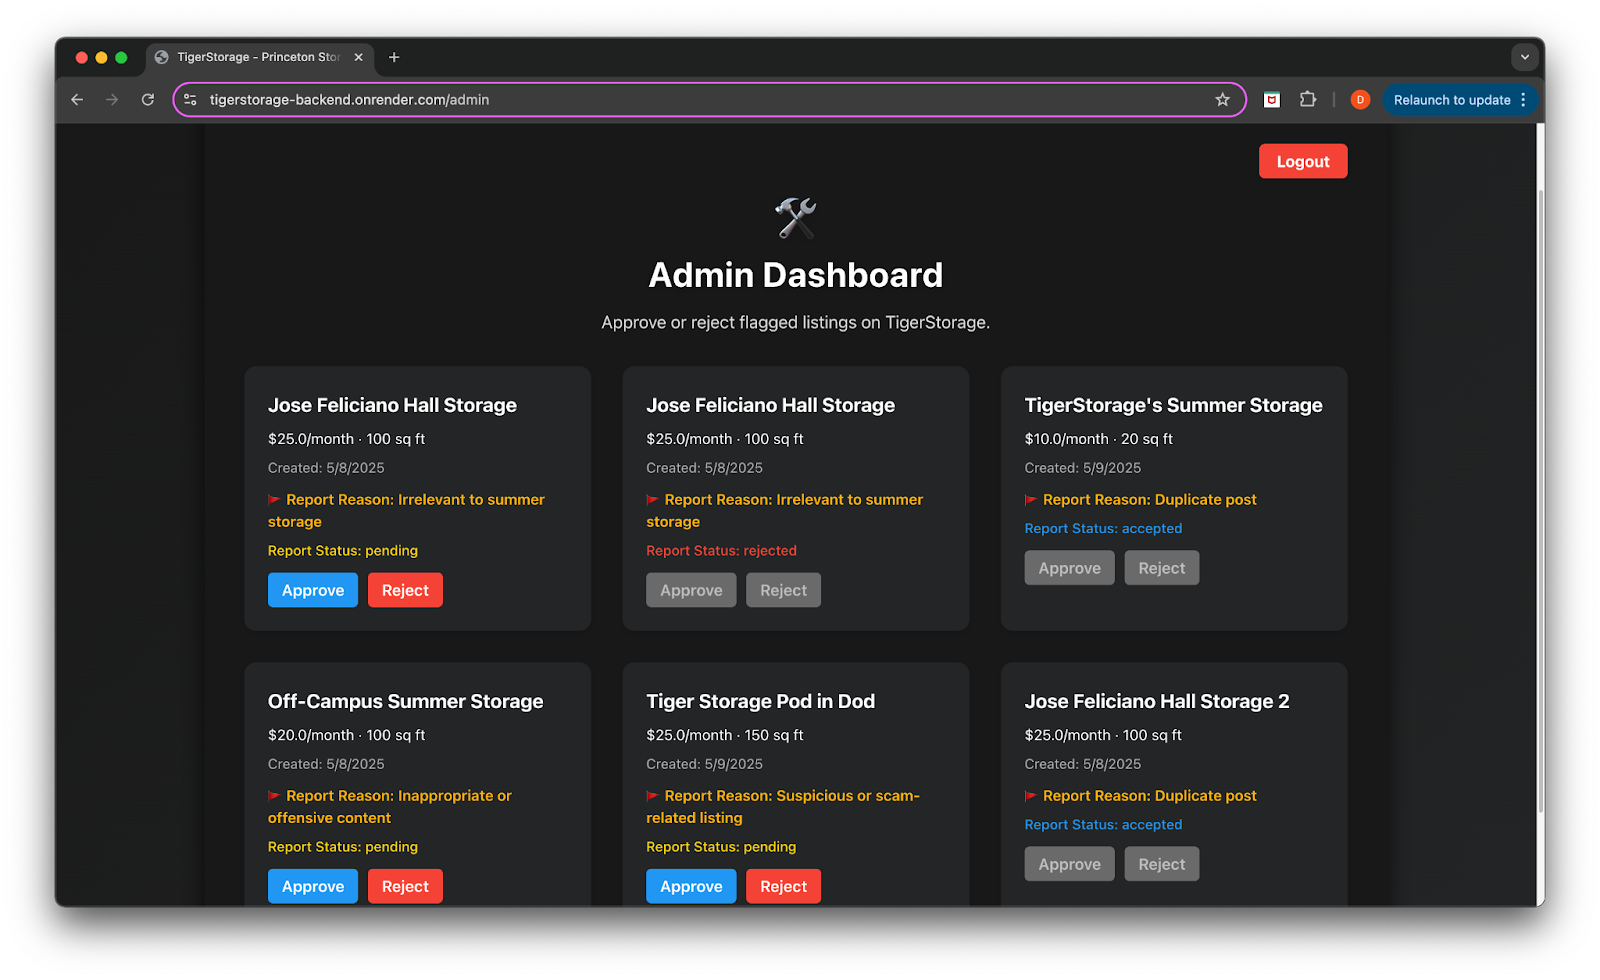 TigerStorage - Princeton Stor
tigerstorage-backend.onrender.com/admin
D
Relaunch to update
Logout
Admin Dashboard
Approve or reject flagged listings on TigerStorage.
Jose Feliciano Hall Storage
$25.0/month · 100 sq ft
Created: 5/8/2025
Report Reason: Irrelevant to summer
storage
Report Status: pending
Approve Reject
Jose Feliciano Hall Storage
$25.0/month · 100 sq ft
Created: 5/8/2025
Report Reason: Irrelevant to summer
storage
Report Status: rejected
Approve Reject
TigerStorage's Summer Storage
$10.0/month · 20 sq ft
Created: 5/9/2025
Report Reason: Duplicate post
Report Status: accepted
Approve Reject
Off-Campus Summer Storage
$20.0/month · 100 sq ft
Created: 5/8/2025
Report Reason: Inappropriate or
offensive content
Report Status: pending
Approve Reject
Tiger Storage Pod in Dod
$25.0/month · 150 sq ft
Created: 5/9/2025
Report Reason: Suspicious or scam-
related listing
Report Status: pending
Approve Reject
Jose Feliciano Hall Storage 2
$25.0/month · 100 sq ft
Created: 5/8/2025
Report Reason: Duplicate post
Report Status: accepted
Approve Reject